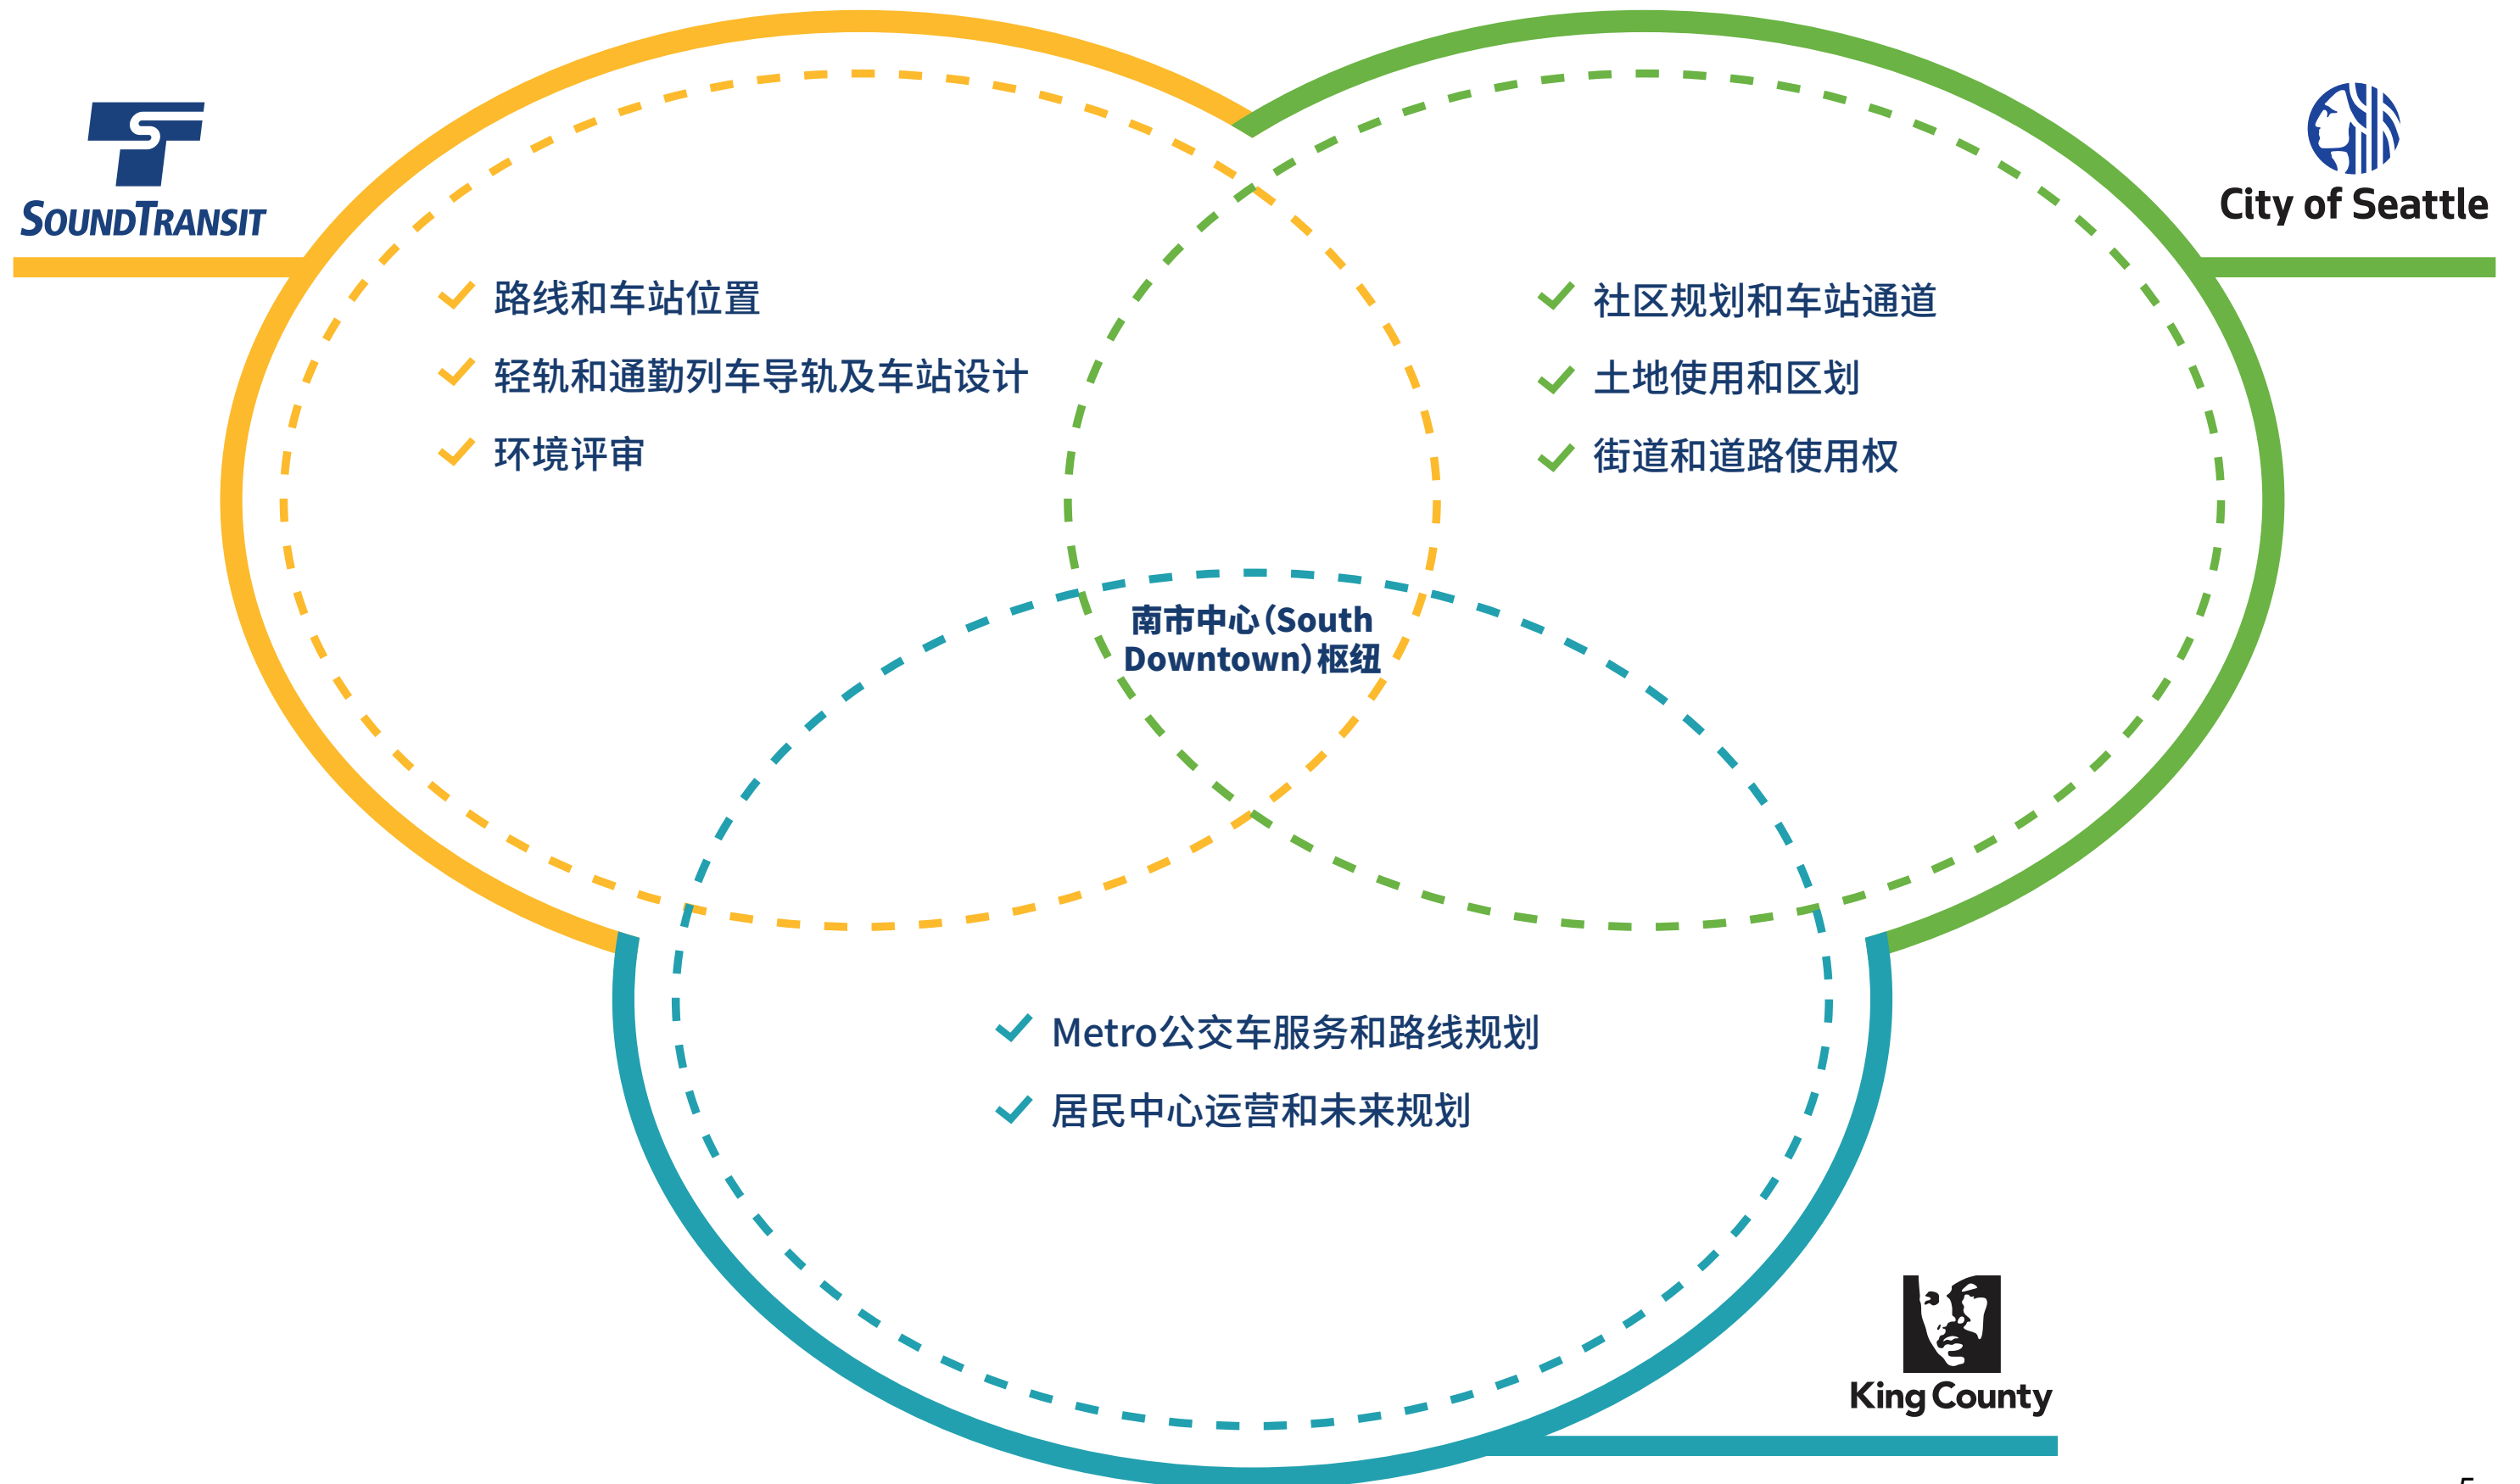 SOUNDTRANSIT
City of Seattle
路线和车站位置
轻轨和通勤列车导轨及车站设计
环境评审
社区规划和车站通道
土地使用和区划
街道和道路使用权
南市中心（South
Downtown）枢纽
Metro公交车服务和路线规划
居民中心运营和未来规划
King County